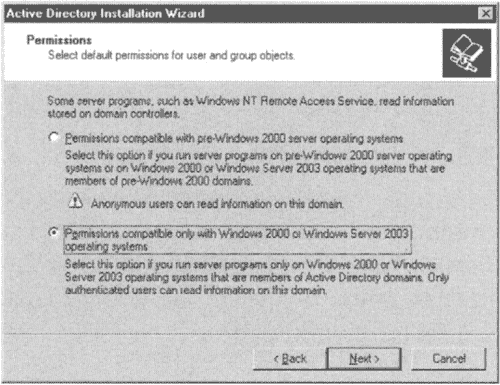 Active Directory Installation Wizard
Permissions
Select default permissions for user and group objects.
Some server programs, such as Windows NT Remote Access Service, read information
stored on domain controllers.
Permissions compatible with pre-Windows 2000 server operating systems
Select this option if you run server programs on pre-Windows 2000 server operating
systems or on Windows 2000 or Windows Server 2003 operating systems that are
members of pre-Windows 2000 domains.
Anonymous users can read information on this domain.
Permissions compatible only with Windows 2000 or Windows Server 2003
operating systems
Select this option if you run server programs only on Windows 2000 or Windows
Server 2003 operating systems that are members of Active Directory domains. Only
authenticated users can read information on this domain.
< Back
Next >
Cancel